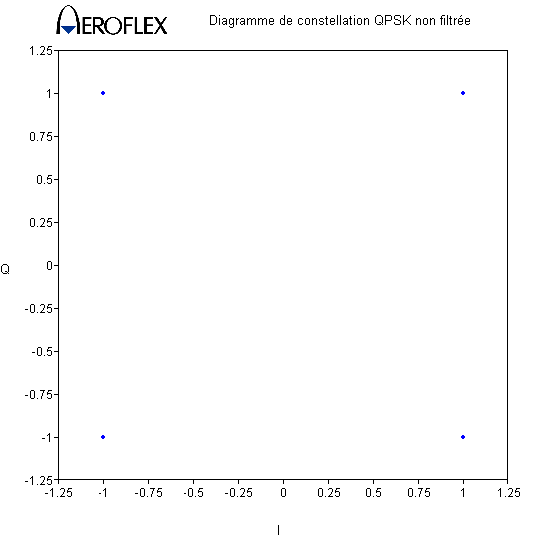 AEROFLEX
Diagramme de constellation QPSK non filtrée
1.25
1
0.75
0.5
0.25
0
Q
-0.25
-0.5
-0.75
-1
-1.25
-1.25 -1 -0.75 -0.5 -0.25 0 0.25 0.5 0.75 1 1.25
I